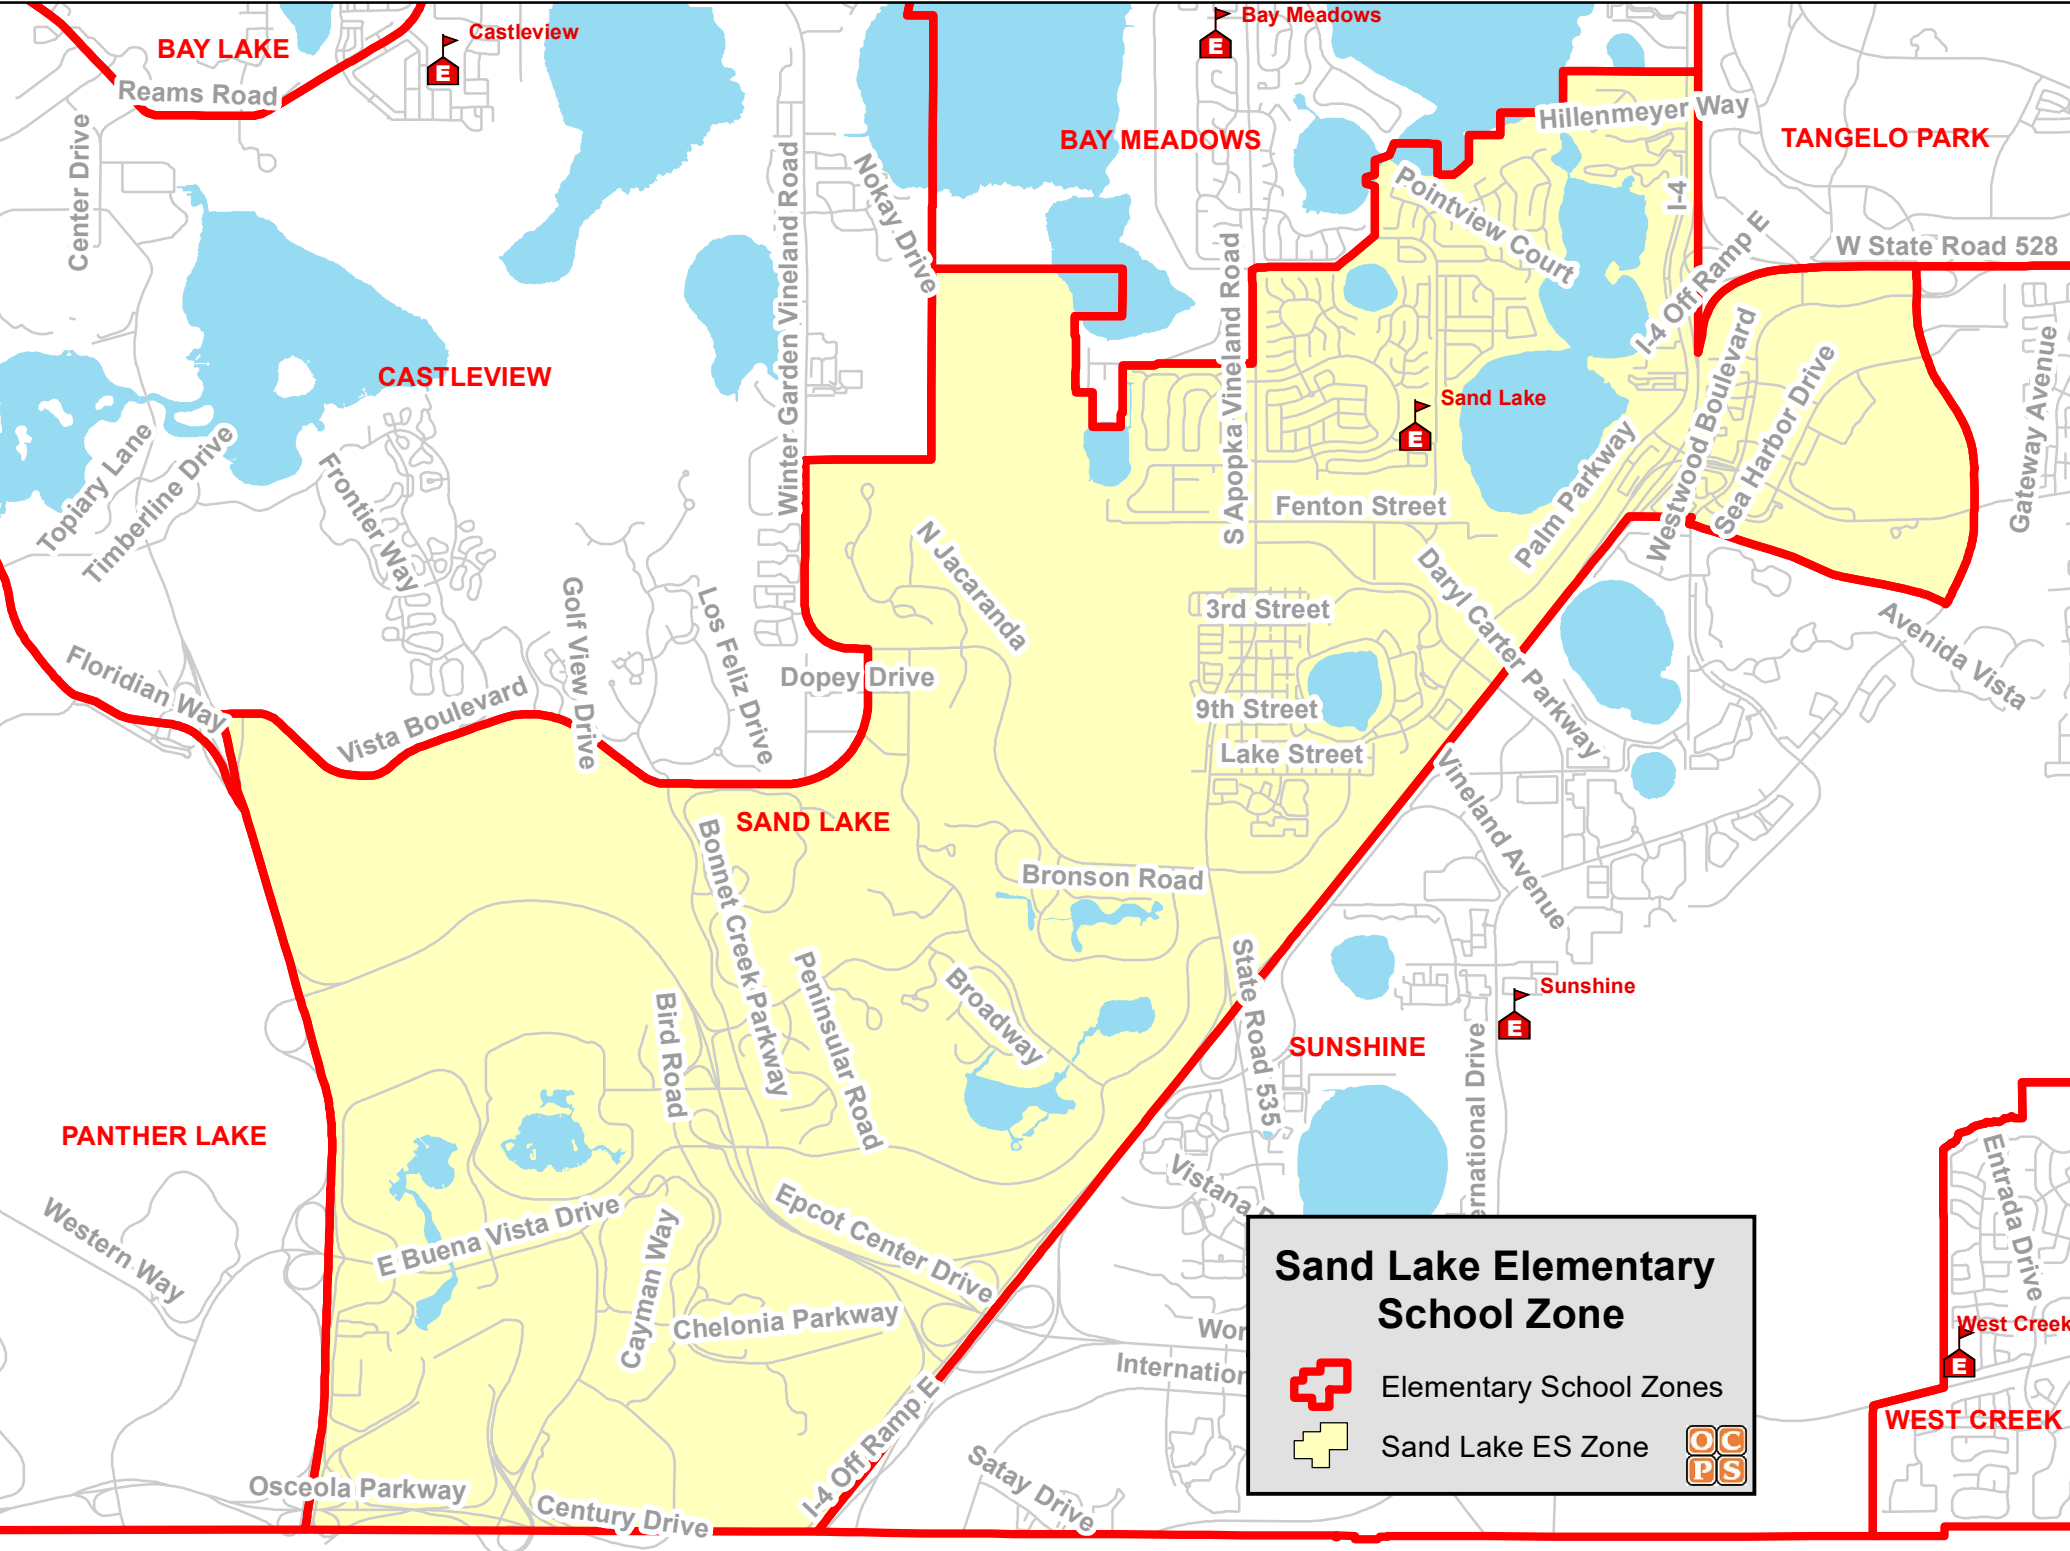 Castleview
Bay Meadows
BAY LAKE
Reams Road
Hillenmeyer Way
BAY MEADOWS
TANGELO PARK
Center Drive
Nokay Drive
Pointview Court
I-4
W State Road 528
Winter Garden Vineland Road
S Apopka Vineland Road
I-4 Off Ramp E
CASTLEVIEW
Sand Lake
Westwood Boulevard
Sea Harbor Drive
Gateway Avenue
Topiary Lane
Timberline Drive
Frontier Way
Palm Parkway
Fenton Street
N Jacaranda
Daryl Carter Parkway
3rd Street
Golf View Drive
Los Feliz Drive
Avenida Vista
Floridian Way
Dopey Drive
Vista Boulevard
9th Street
Lake Street
Vineland Avenue
SAND LAKE
Bonnet Creek Parkway
Bronson Road
State Road 535
Peninsular Road
Broadway
Bird Road
Sunshine
SUNSHINE
ernational Drive
PANTHER LAKE
Entrada Drive
Vistana D
Western Way
E Buena Vista Drive
Epcot Center Drive
Cayman Way
Chelonia Parkway
Wor
Internation
West Creek
WEST CREEK
I-4 Off Ramp E
Satay Drive
Osceola Parkway
Century Drive
Sand Lake Elementary
School Zone
Elementary School Zones
Sand Lake ES Zone
O C
P S
E
E
E
E
E